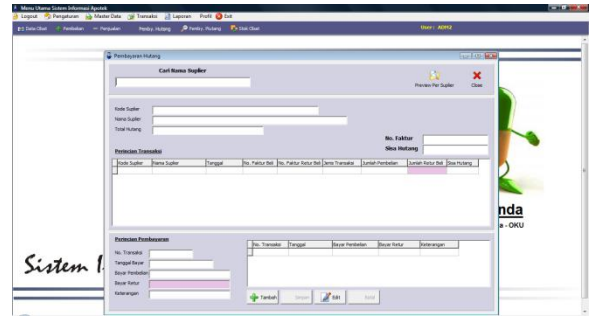 Menu Utama Sistem Informasi Apotek
Logout Pengaturan Master Data Transaksi Laporan Profil Exit
Data Obat Pembelian Penjualan Pemby. Hutang Pemby. Piutang Stok Obat User : ADM2
Pembayaran Hutang
Cari Nama Suplier
Preview Per Suplier Close
Kode Suplier
Nama Suplier
Total Hutang
No. Faktur
Sisa Hutang
Perincian Transaksi
Kode Suplier Nama Suplier Tanggal No. Faktur Beli No. Faktur Retur Beli Jenis Transaksi Jumlah Pembelian Jumlah Retur Beli Sisa Hutang
nda
a - OKU
Perincian Pembayaran
No. Transaksi Tanggal Bayar Pembelian Bayar Retur Keterangan
No. Transaksi
Tanggal Bayar
Bayar Pembelian
Bayar Retur
Keterangan
Tambah Simpan Edit Batal
Sistem I